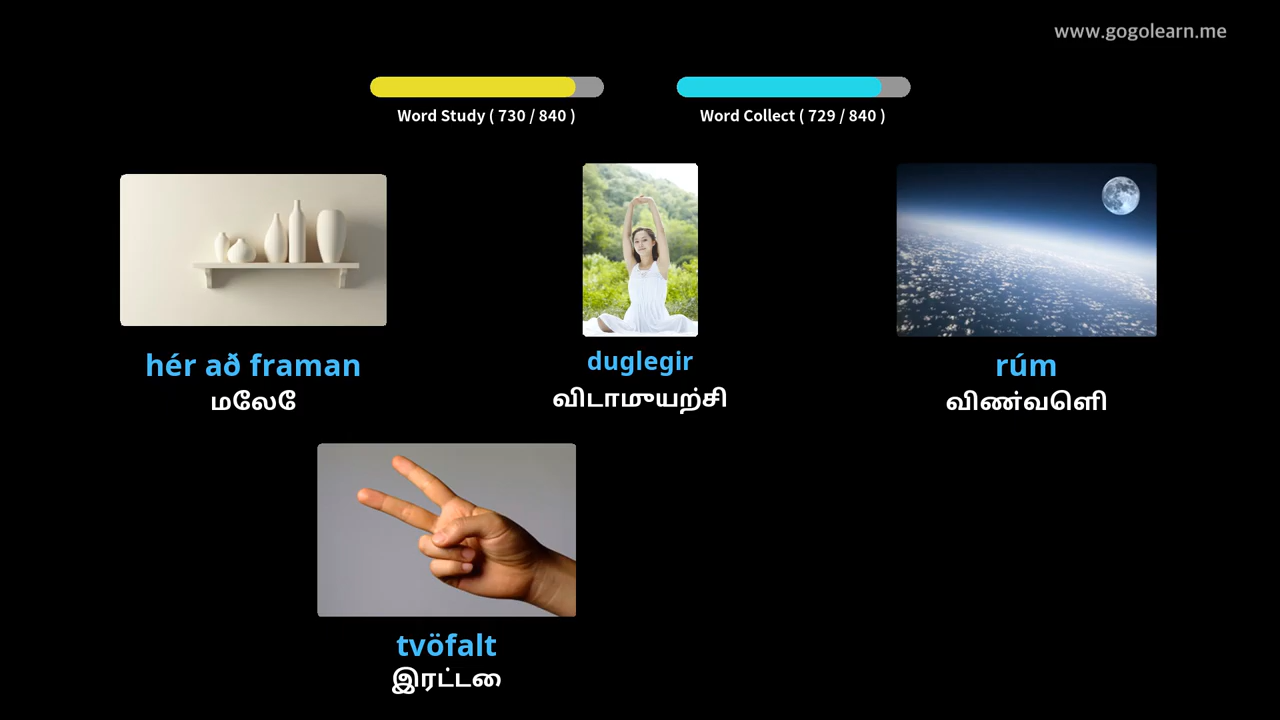 www.gogolearn.me
Word Study ( 730 / 840 )
Word Collect ( 729 / 840 )
hér að framan
மேலே
duglegir
விடாமுயற்சி
rúm
விண்வெளி
tvöfalt
இரட்டை